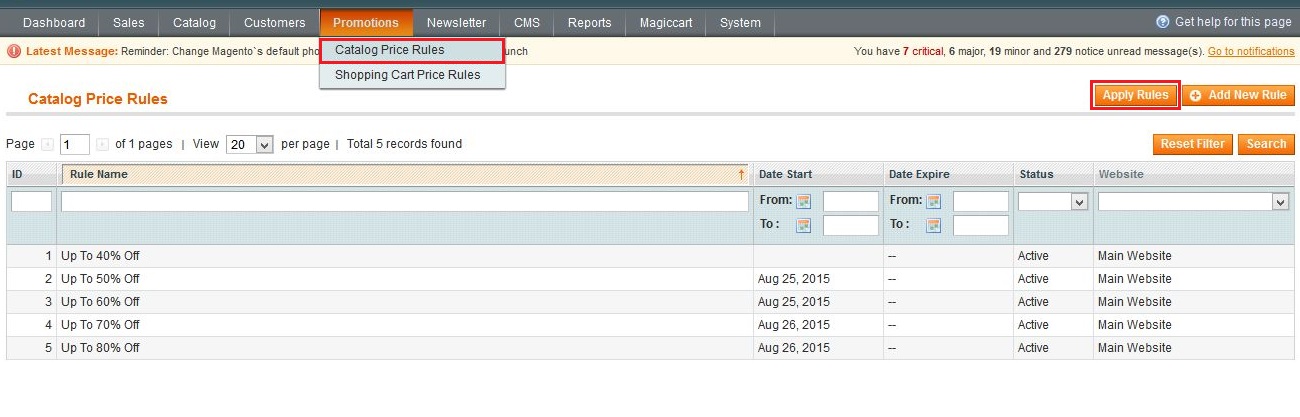 Dashboard Sales Catalog Customers Promotions Newsletter CMS Reports Magiccart System Get help for this page
Latest Message: Reminder: Change Magento`s default pho
unch
You have 7 critical, 6 major, 19 minor and 279 notice unread message(s). Go to notifications
Catalog Price Rules
Shopping Cart Price Rules
Catalog Price Rules
Apply Rules Add New Rule
Page 1 of 1 pages | View 20 per page | Total 5 records found
Reset Filter Search
ID Rule Name Date Start Date Expire Status Website
From: From:
To : To :
1 Up To 40% Off -- Active Main Website
2 Up To 50% Off Aug 25, 2015 -- Active Main Website
3 Up To 60% Off Aug 25, 2015 -- Active Main Website
4 Up To 70% Off Aug 26, 2015 -- Active Main Website
5 Up To 80% Off Aug 26, 2015 -- Active Main Website